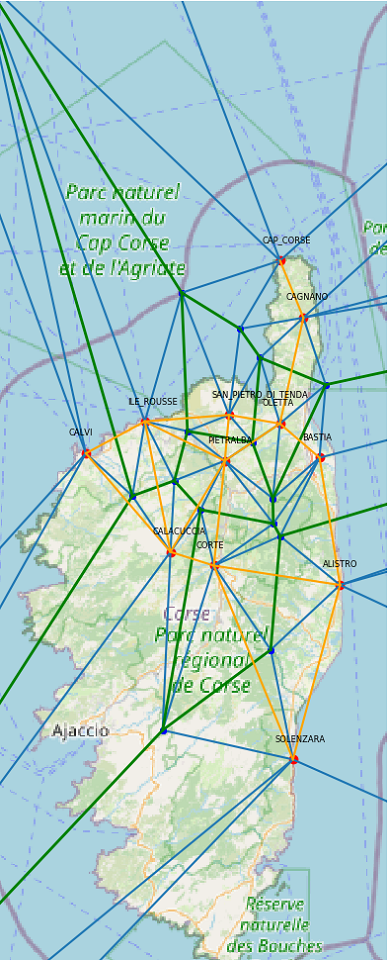 Parc naturel
marin du
Cap Corse
et de l'Agriate
Par
de
CAP_CORSE
CAGNANO
SAN_PIETRO_DI_TENDA
OLETTA
ILE_ROUSSE
CALVI
PIETRALBA
BASTIA
CALACUCCIA
CORTE
ALISTRO
Corse
Parc naturel
régional
de Corse
Ajaccio
SOLENZARA
Réserve
naturelle
des Bouches